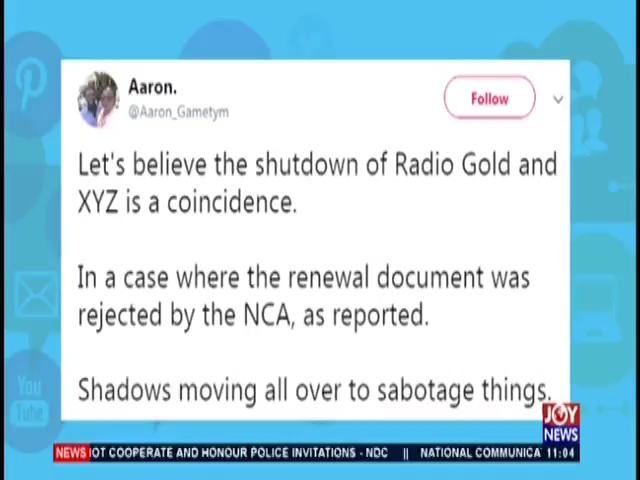 Aaron.
@Aaron_Gametym
Follow
Let's believe the shutdown of Radio Gold and
XYZ is a coincidence.
In a case where the renewal document was
rejected by the NCA, as reported.
Shadows moving all over to sabotage things.
You
Tube
JOY
NEWS
NEWS IOT COOPERATE AND HONOUR POLICE INVITATIONS - NDC || NATIONAL COMMUNICA 11:04